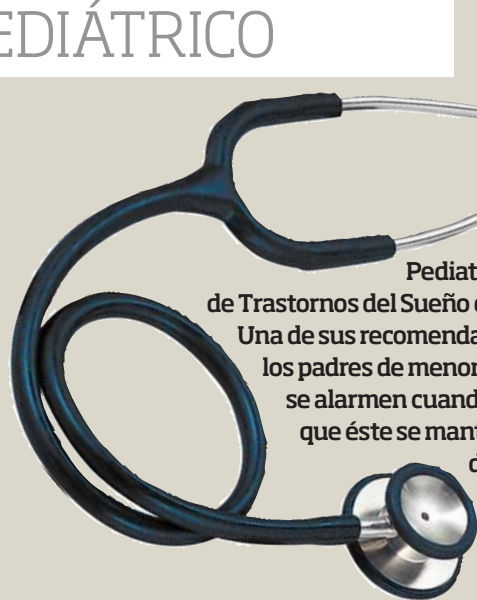 EDIÁTRICO
Pediat
de Trastornos del Sueño
Una de sus recomenda
los padres de menor
se alarmen cuand
que éste se mant
d